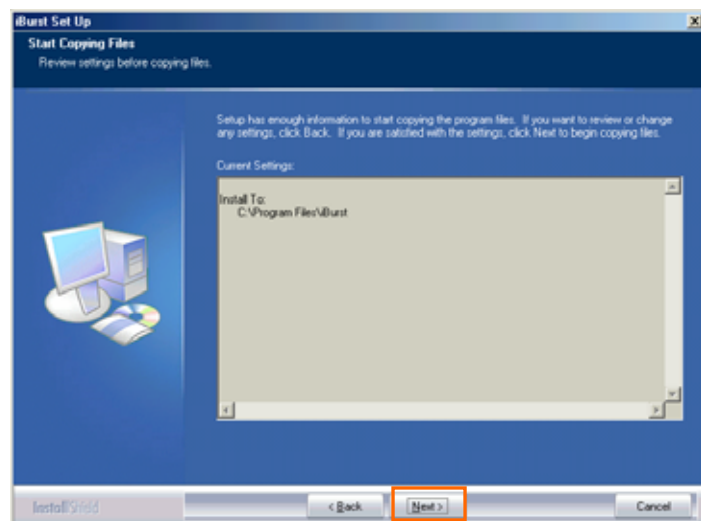 iBurst Set Up
Start Copying Files
Review settings before copying files.
Setup has enough information to start copying the program files. If you want to review or change
any settings, click Back. If you are satisfied with the settings, click Next to begin copying files.
Current Settings:
Install To:
C:\Program Files\iBurst
InstallShield
< Back
Next >
Cancel